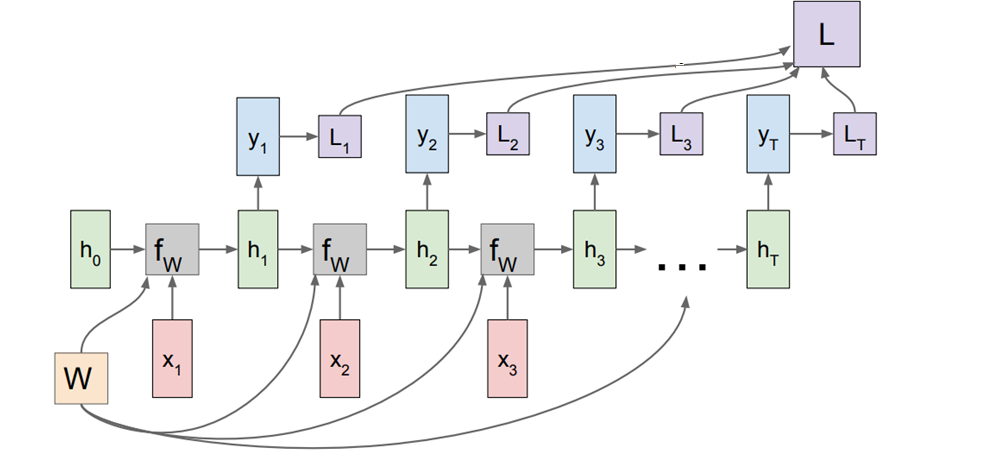 L
y1 L1 y2 L2 y3 L3 yT LT
h0 fW h1 fW h2 fW h3 ... hT
W x1 x2 x3